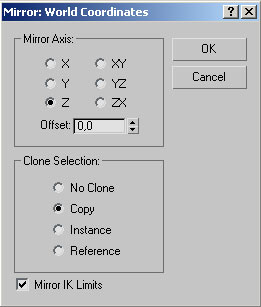 Mirror: World Coordinates ? X
Mirror Axis:
X XY
Y YZ
Z ZX
Offset: 0,0
OK
Cancel
Clone Selection:
No Clone
Copy
Instance
Reference
Mirror IK Limits